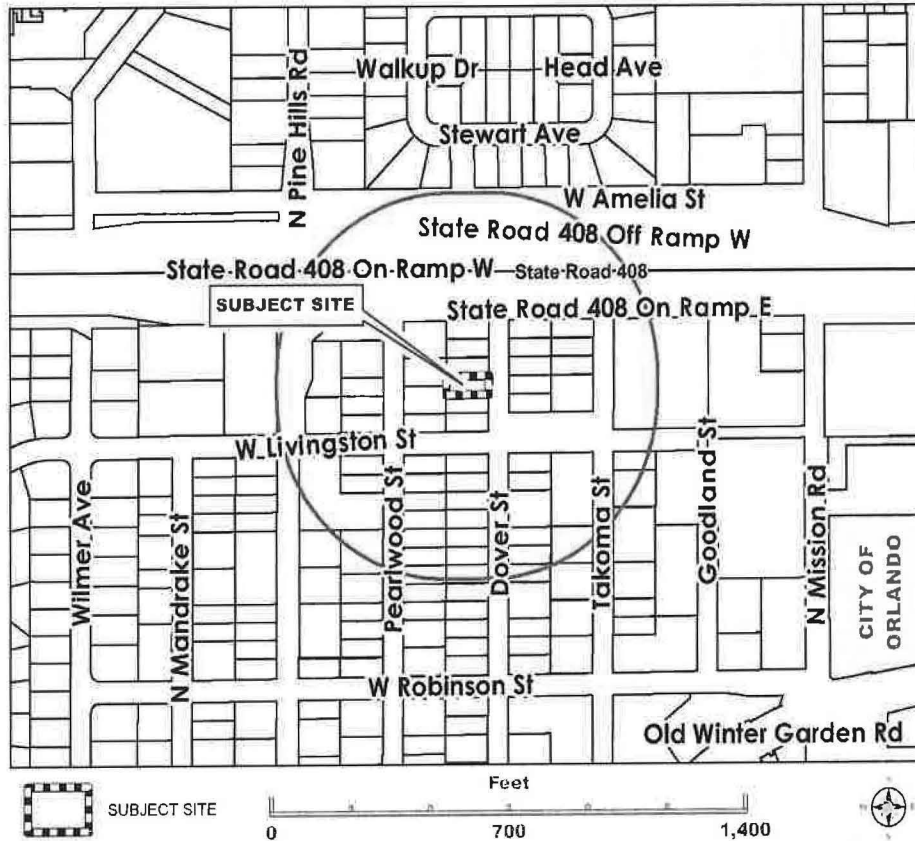 N Pine Hills Rd
Walkup Dr
Head Ave
Stewart Ave
W Amelia St
State Road 408 Off Ramp W
State Road 408 On Ramp W
State Road 408
SUBJECT SITE
State Road 408 On Ramp E
W Livingston St
Wilmer Ave
N Mandrake St
Pearlwood St
Dover St
Takoma St
Goodland St
N Mission Rd
CITY OF
ORLANDO
W Robinson St
Old Winter Garden Rd
SUBJECT SITE
Feet
0 700 1,400